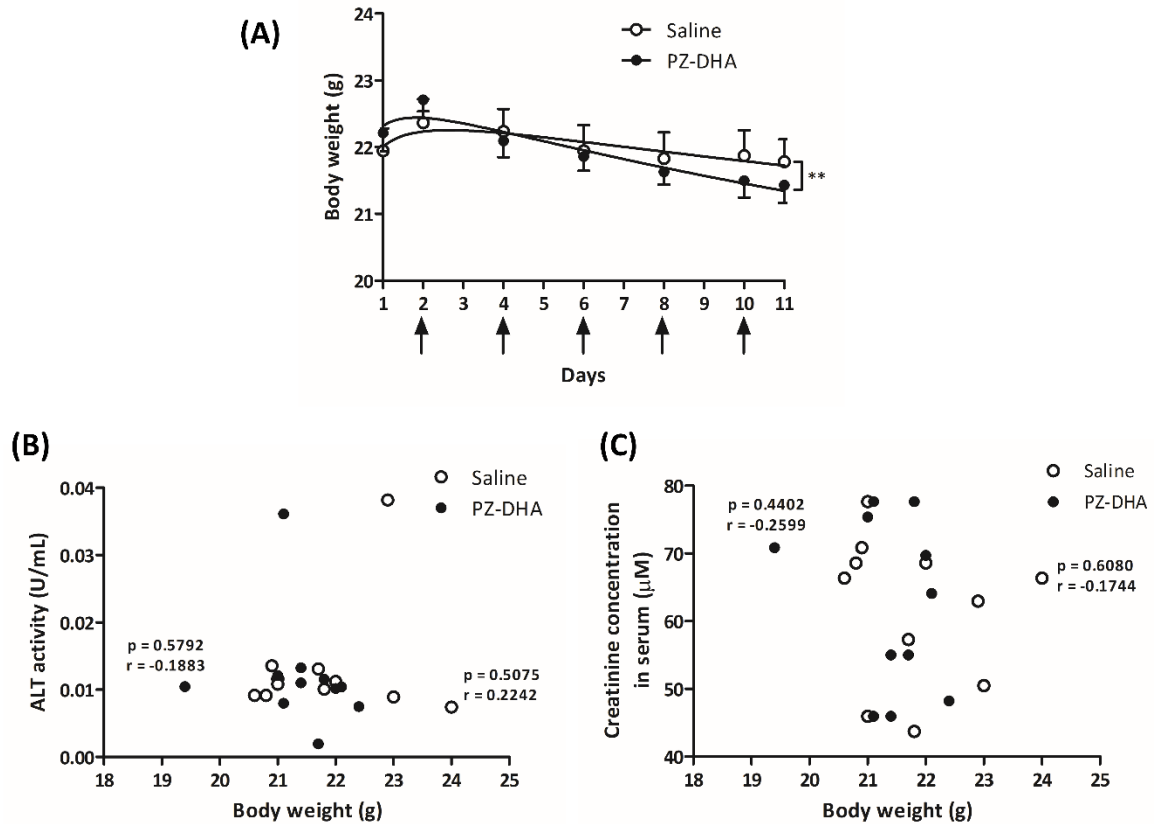 (A)
Saline
PZ-DHA
Body weight (g)
24
23
22
21
20
**
1 2 3 4 5 6 7 8 9 10 11
Days
(B)
Saline
PZ-DHA
ALT activity (U/mL)
0.04
0.03
0.02
0.01
0.00
p = 0.5792
r = -0.1883
p = 0.5075
r = 0.2242
18 19 20 21 22 23 24 25
Body weight (g)
(C)
Saline
PZ-DHA
Creatinine concentration
in serum (μM)
80
70
60
50
40
p = 0.4402
r = -0.2599
p = 0.6080
r = -0.1744
18 19 20 21 22 23 24 25
Body weight (g)